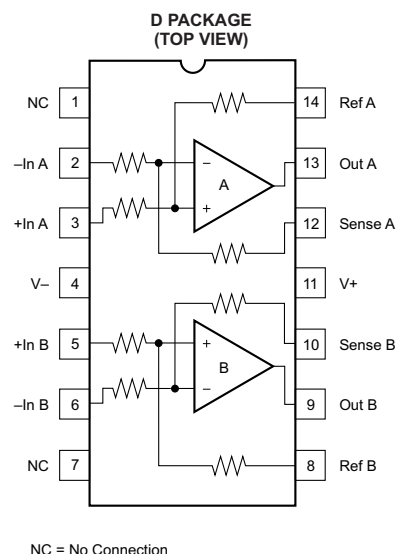 D PACKAGE
(TOP VIEW)
NC 1 14 Ref A
–In A 2 – 13 Out A
A
+In A 3 + 12 Sense A
V– 4 11 V+
+In B 5 + 10 Sense B
B
–In B 6 – 9 Out B
NC 7 8 Ref B
NC = No Connection